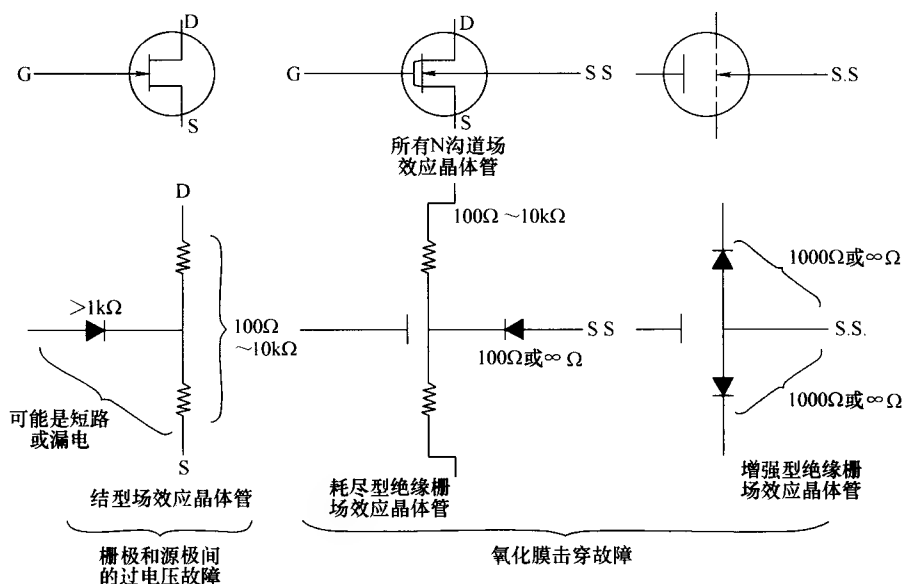 D
G
S
D
G
S S
S
S.S
所有N沟道场
效应晶体管
D
>1kΩ
100Ω
~10kΩ
可能是短路
或漏电
S
结型场效应晶体管
栅极和源极间
的过电压故障
100Ω ~10kΩ
S S
100Ω或∞ Ω
耗尽型绝缘栅
场效应晶体管
1000Ω或∞ Ω
S.S.
1000Ω或∞ Ω
增强型绝缘栅
场效应晶体管
氧化膜击穿故障